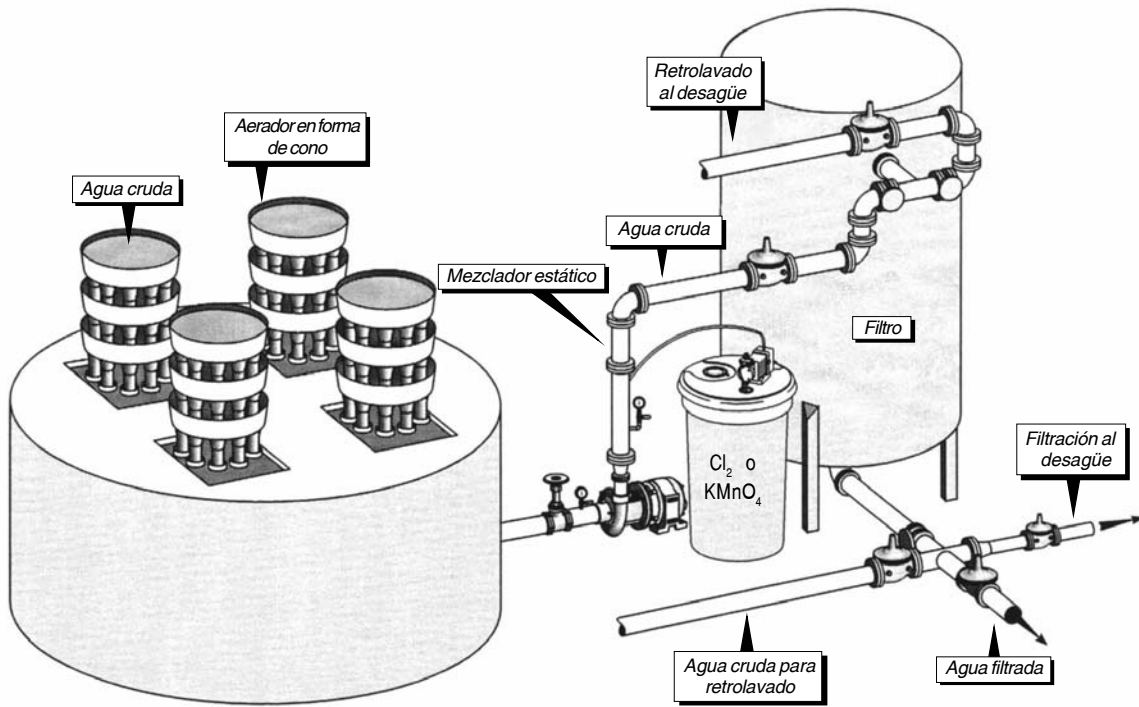 Retrolavado
al desagüe
Aerador en forma
de cono
Agua cruda
Agua cruda
Mezclador estático
Filtro
Filtración al
desagüe
Cl₂ o
KMnO₄
Agua cruda para
retrolavado
Agua filtrada